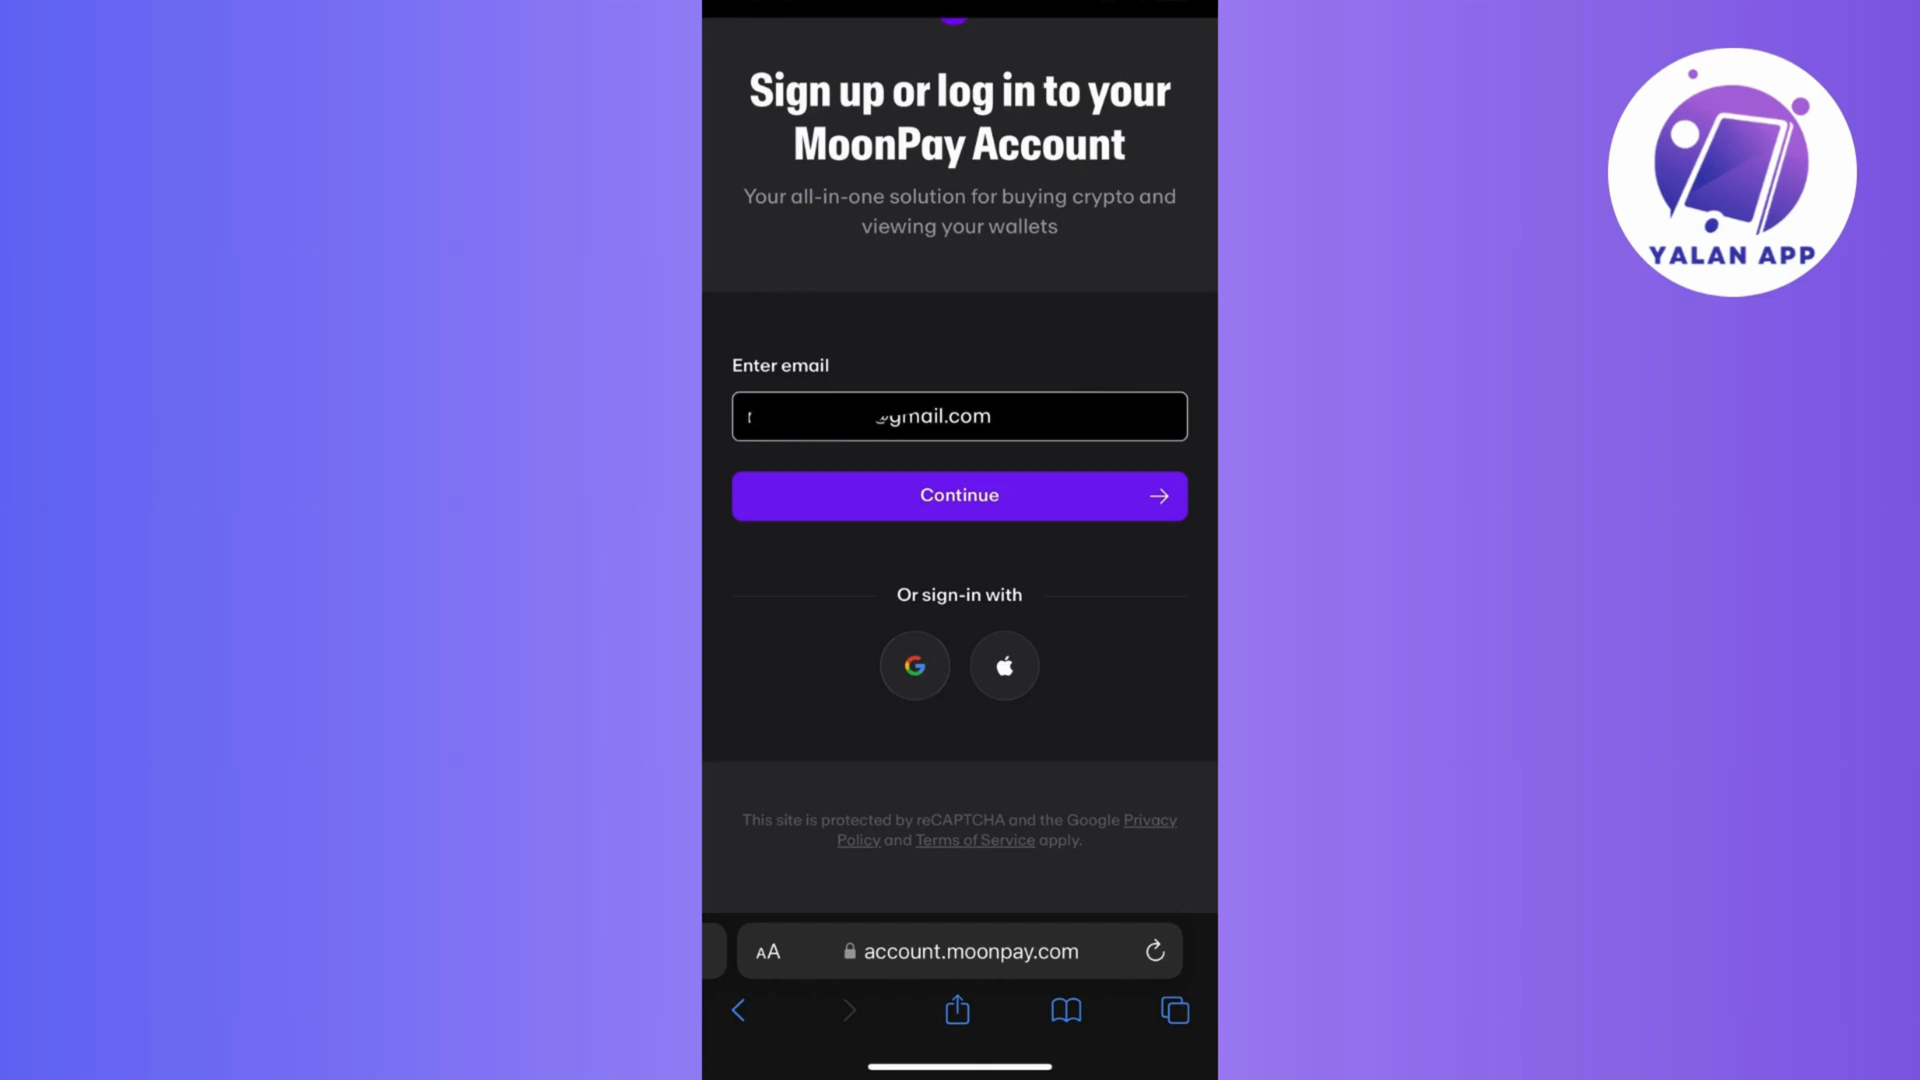 Sign up or log in to your
MoonPay Account
Your all-in-one solution for buying crypto and
viewing your wallets
Enter email
gmail.com
Continue
Or sign-in with
This site is protected by reCAPTCHA and the Google Privacy
Policy and Terms of Service apply.
AA
account.moonpay.com
YALAN APP